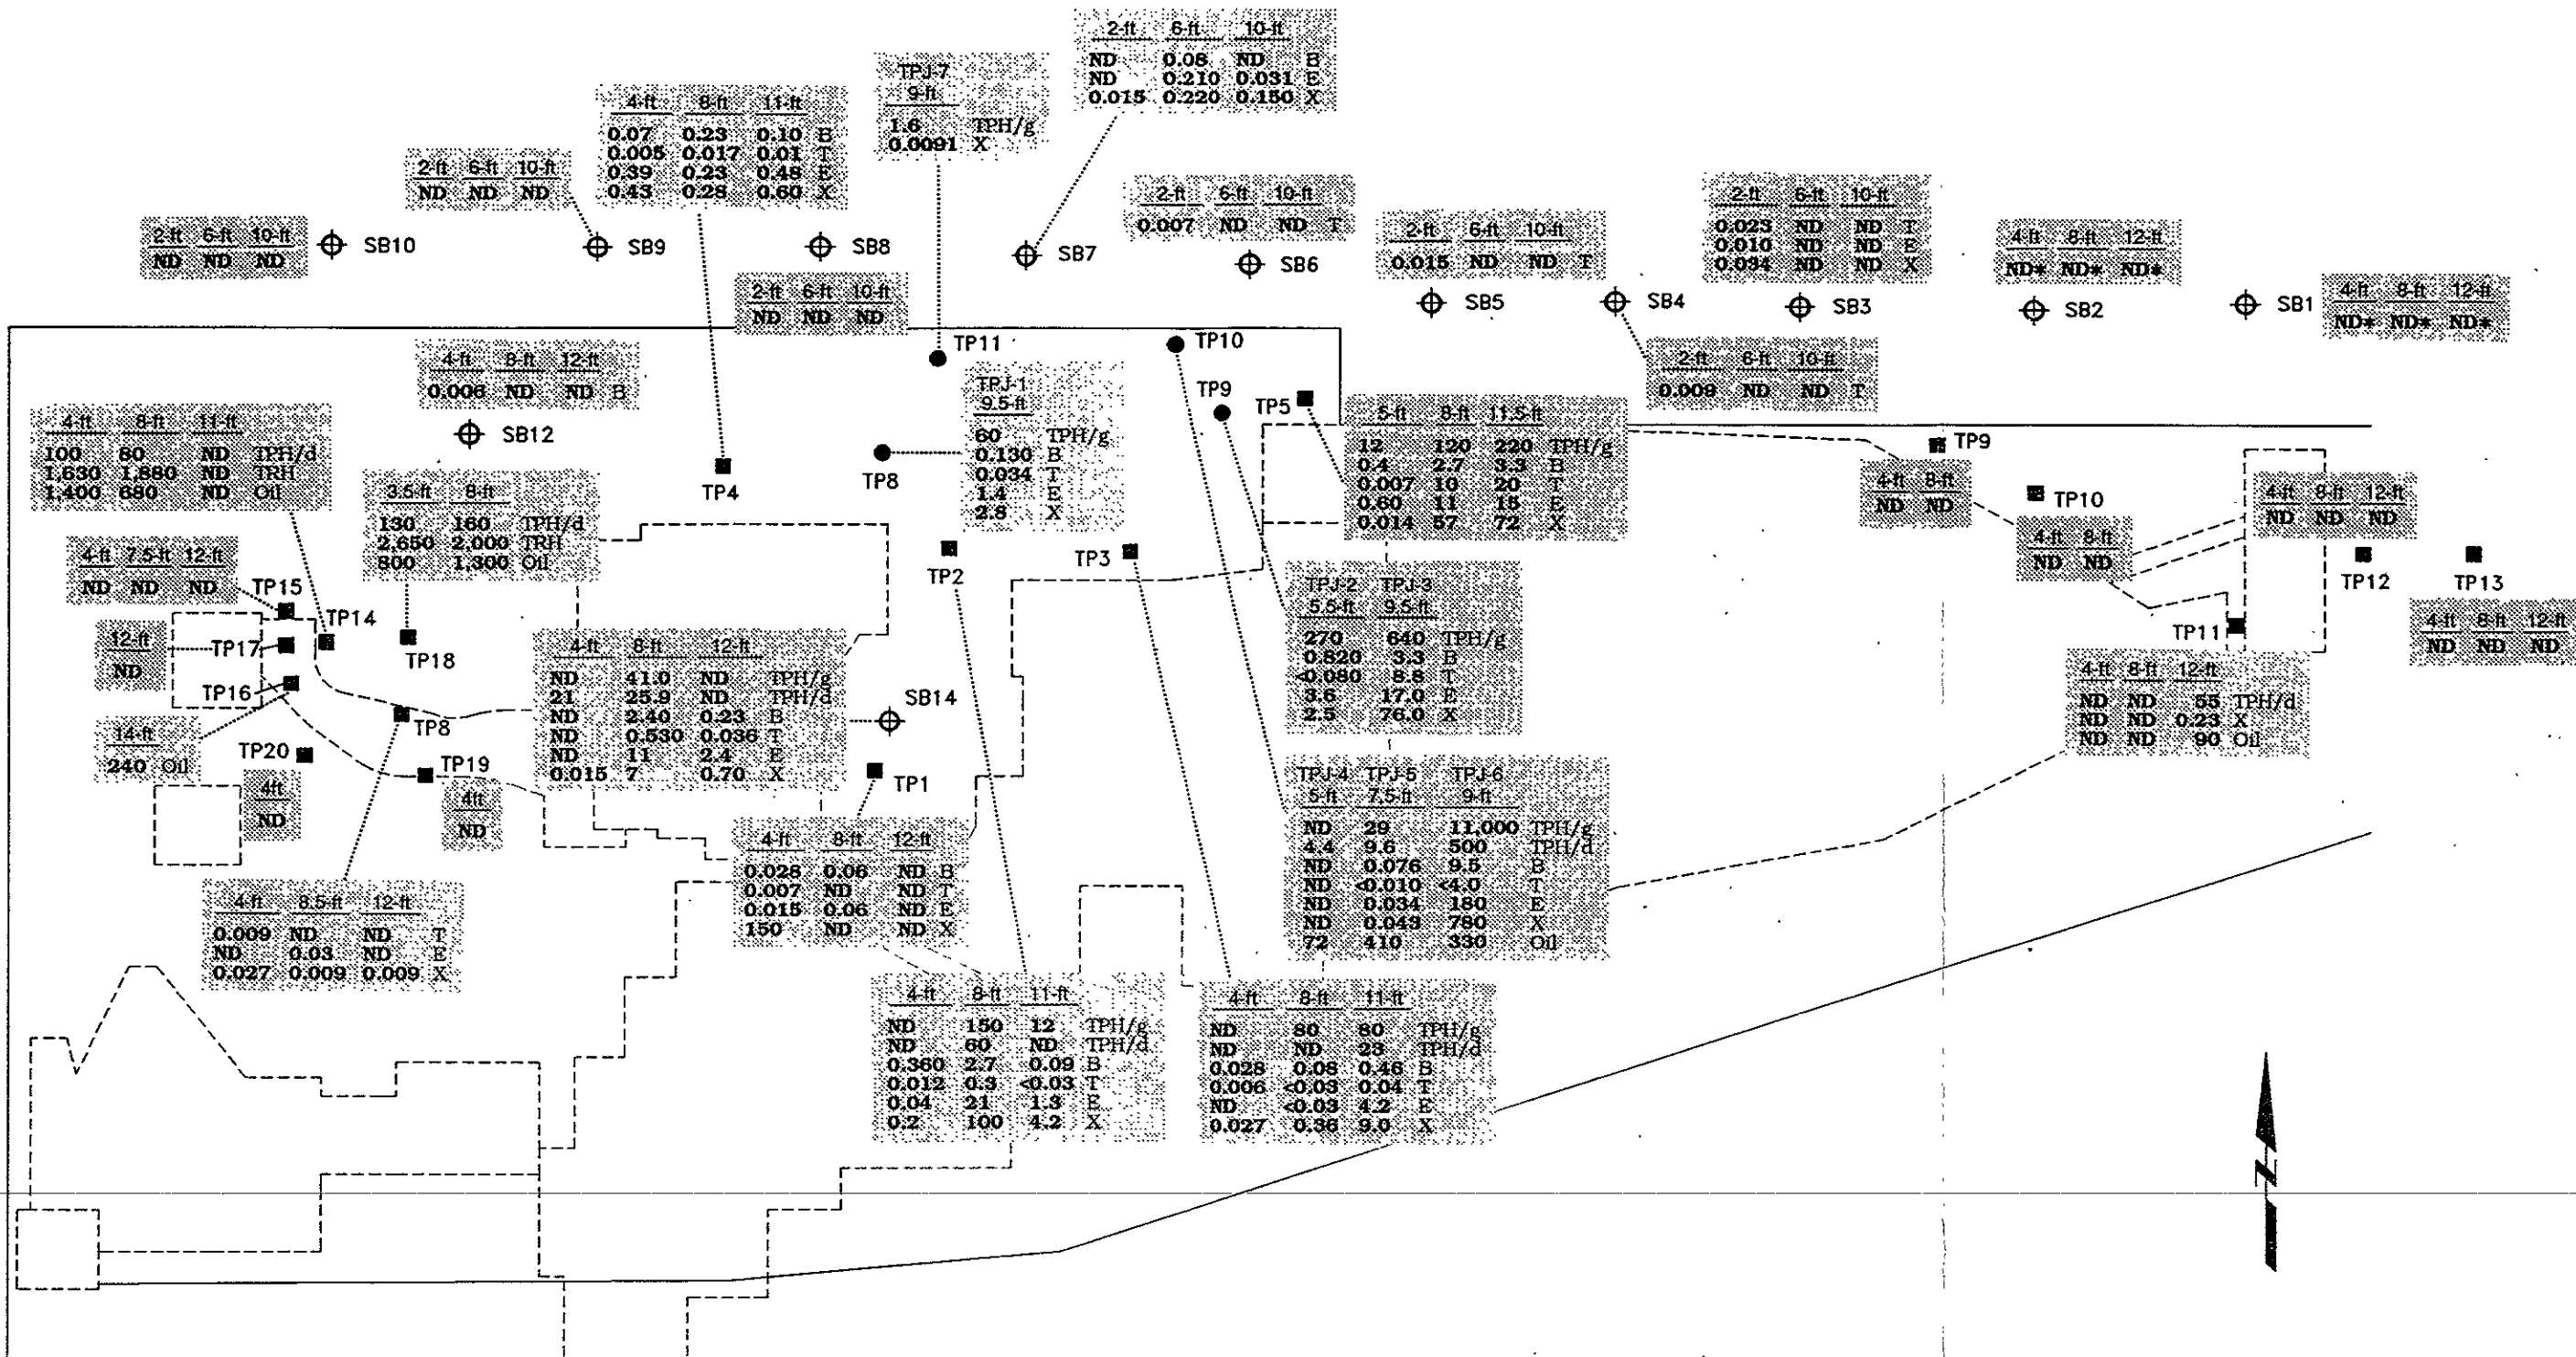 2-ft 6-ft 10-ft
ND 0.08 ND B
ND 0.210 0.031 E
0.015 0.220 0.150 X
TPJ-7
9-ft
1.6 TPH/g
0.0091 X
4-ft 8-ft 11-ft
0.07 0.23 0.10 B
0.005 0.017 0.01 T
0.39 0.23 0.48 E
0.43 0.28 0.60 X
2-ft 6-ft 10-ft
ND ND ND
2-ft 6-ft 10-ft
ND ND ND
SB10
SB9
SB8
SB7
2-ft 6-ft 10-ft
0.007 ND ND T
SB6
2-ft 6-ft 10-ft
0.015 ND ND T
SB5
SB4
2-ft 6-ft 10-ft
0.023 ND ND T
0.010 ND ND E
0.034 ND ND X
SB3
4-ft 8-ft 12-ft
ND* ND* ND*
SB2
SB1
4-ft 8-ft 12-ft
ND* ND* ND*
2-ft 6-ft 10-ft
ND ND ND
TP11
TP10
2-ft 6-ft 10-ft
0.009 ND ND T
4-ft 8-ft 12-ft
0.006 ND ND B
SB12
TPJ-1
9.5-ft
60 TPH/g
0.130 B
0.034 T
1.4 E
2.8 X
TP9
TP5
5-ft 8-ft 11.5-ft
12 120 220 TPH/g
0.4 2.7 3.3 B
0.007 10 20 T
0.60 11 15 E
0.014 57 72 X
4-ft 8-ft 11-ft
100 80 ND TPH/d
1,630 1,880 ND TRH
1,400 680 ND Oil
TP4
TP8
TP9
4-ft 8-ft
ND ND
TP10
4-ft 8-ft 12-ft
ND ND ND
3.5-ft 8-ft
130 160 TPH/d
2,650 2,000 TRH
800 1,300 Oil
4-ft 8-ft
ND ND
4-ft 7.5-ft 12-ft
ND ND ND
TP15
TP14
TP2
TP3
TP12
TP13
12-ft
ND
TP17
TP18
TP16
TPJ-2 TPJ-3
5.5-ft 9.5-ft
270 640 TPH/g
0.820 3.3 B
<0.080 8.8 T
3.6 17.0 E
2.5 76.0 X
TP11
4-ft 8-ft 12-ft
ND ND ND
4-ft 8-ft 12-ft
ND 41.0 ND TPH/g
21 25.9 ND TPH/d
ND 2.40 0.23 B
ND 0.530 0.036 T
ND 11 2.4 E
0.015 7 0.70 X
SB14
4-ft 8-ft 12-ft
ND ND 55 TPH/d
ND ND 0.23 X
ND ND 90 Oil
14-ft
240 Oil
TP8
TP20
TP19
TP1
4ft
ND
4ft
ND
TPJ-4 TPJ-5 TPJ-6
5-ft 7.5-ft 9-ft
ND 29 11,000 TPH/g
4.4 9.6 500 TPH/d
ND 0.076 9.5 B
ND <0.010 <4.0 T
ND 0.034 180 E
ND 0.043 780 X
72 410 330 Oil
4-ft 8-ft 12-ft
0.028 0.06 ND B
0.007 ND ND T
0.015 0.06 ND E
150 ND ND X
4-ft 8.5-ft 12-ft
0.009 ND ND T
ND 0.03 ND E
0.027 0.009 0.009 X
4-ft 8-ft 11-ft
ND 150 12 TPH/g
ND 60 ND TPH/d
0.360 2.7 0.09 B
0.012 0.3 <0.03 T
0.04 21 1.3 E
0.2 100 4.2 X
4-ft 8-ft 11-ft
ND 80 80 TPH/g
ND ND 23 TPH/d
0.028 0.08 0.46 B
0.006 <0.03 0.04 T
ND <0.03 4.2 E
0.027 0.36 9.0 X
N